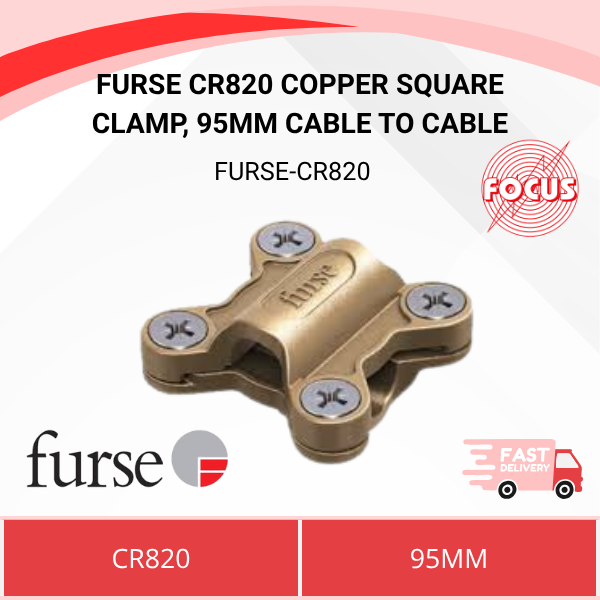 FURSE CR820 COPPER SQUARE
CLAMP, 95MM CABLE TO CABLE
FURSE-CR820
FOCUS
furse
furse
FAST
DELIVERY
CR820
95MM